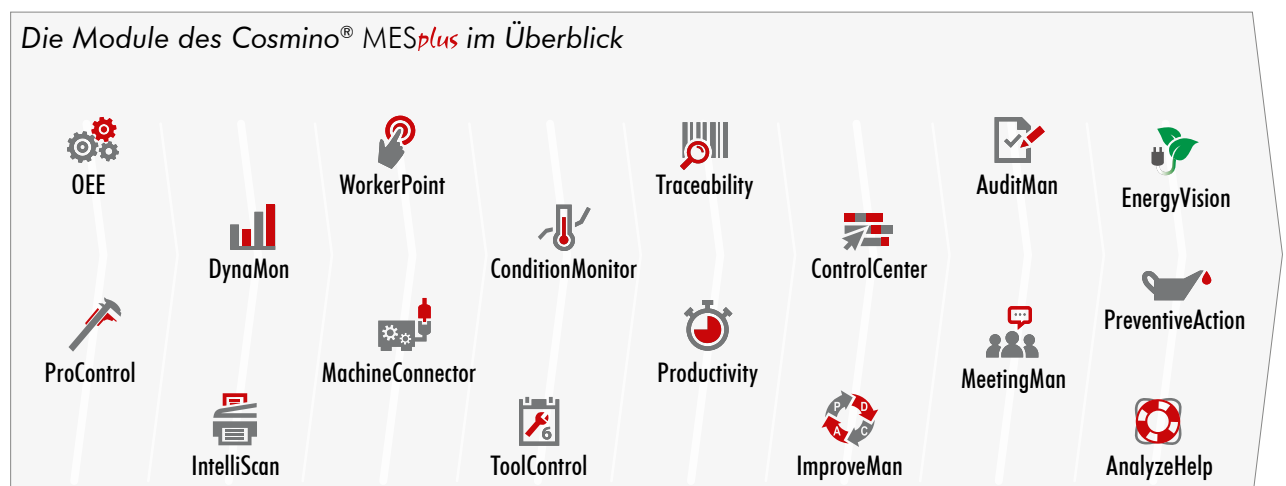 Die Module des Cosmino® MESplus im Überblick
OEE
WorkerPoint
Traceability
AuditMan
EnergyVision
DynaMon
ConditionMonitor
ControlCenter
PreventiveAction
ProControl
MachineConnector
Productivity
MeetingMan
6
P D
A C
IntelliScan
ToolControl
ImproveMan
AnalyzeHelp